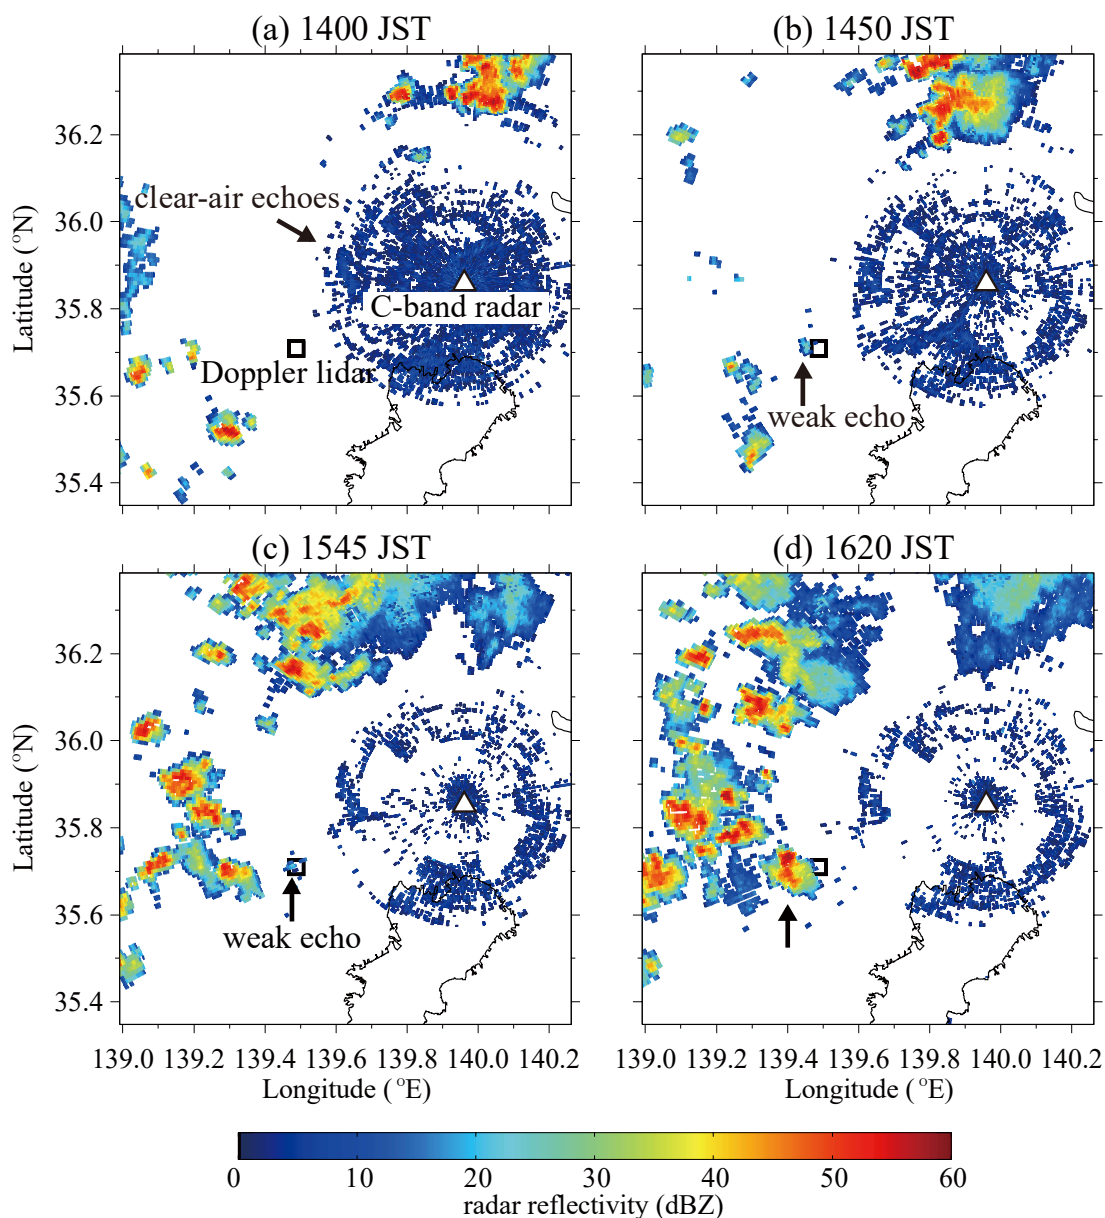 (a) 1400 JST
(b) 1450 JST
36.2
36.0
35.8
35.6
35.4
Latitude (°N)
clear-air echoes
C-band radar
Doppler lidar
weak echo
(c) 1545 JST
(d) 1620 JST
36.2
36.0
35.8
35.6
35.4
Latitude (°N)
weak echo
139.0 139.2 139.4 139.6 139.8 140.0 140.2
139.0 139.2 139.4 139.6 139.8 140.0 140.2
Longitude (°E)
Longitude (°E)
0 10 20 30 40 50 60
radar reflectivity (dBZ)